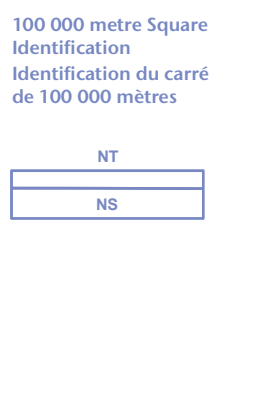 100 000 metre Square
Identification
Identification du carré
de 100 000 mètres
NT
NS